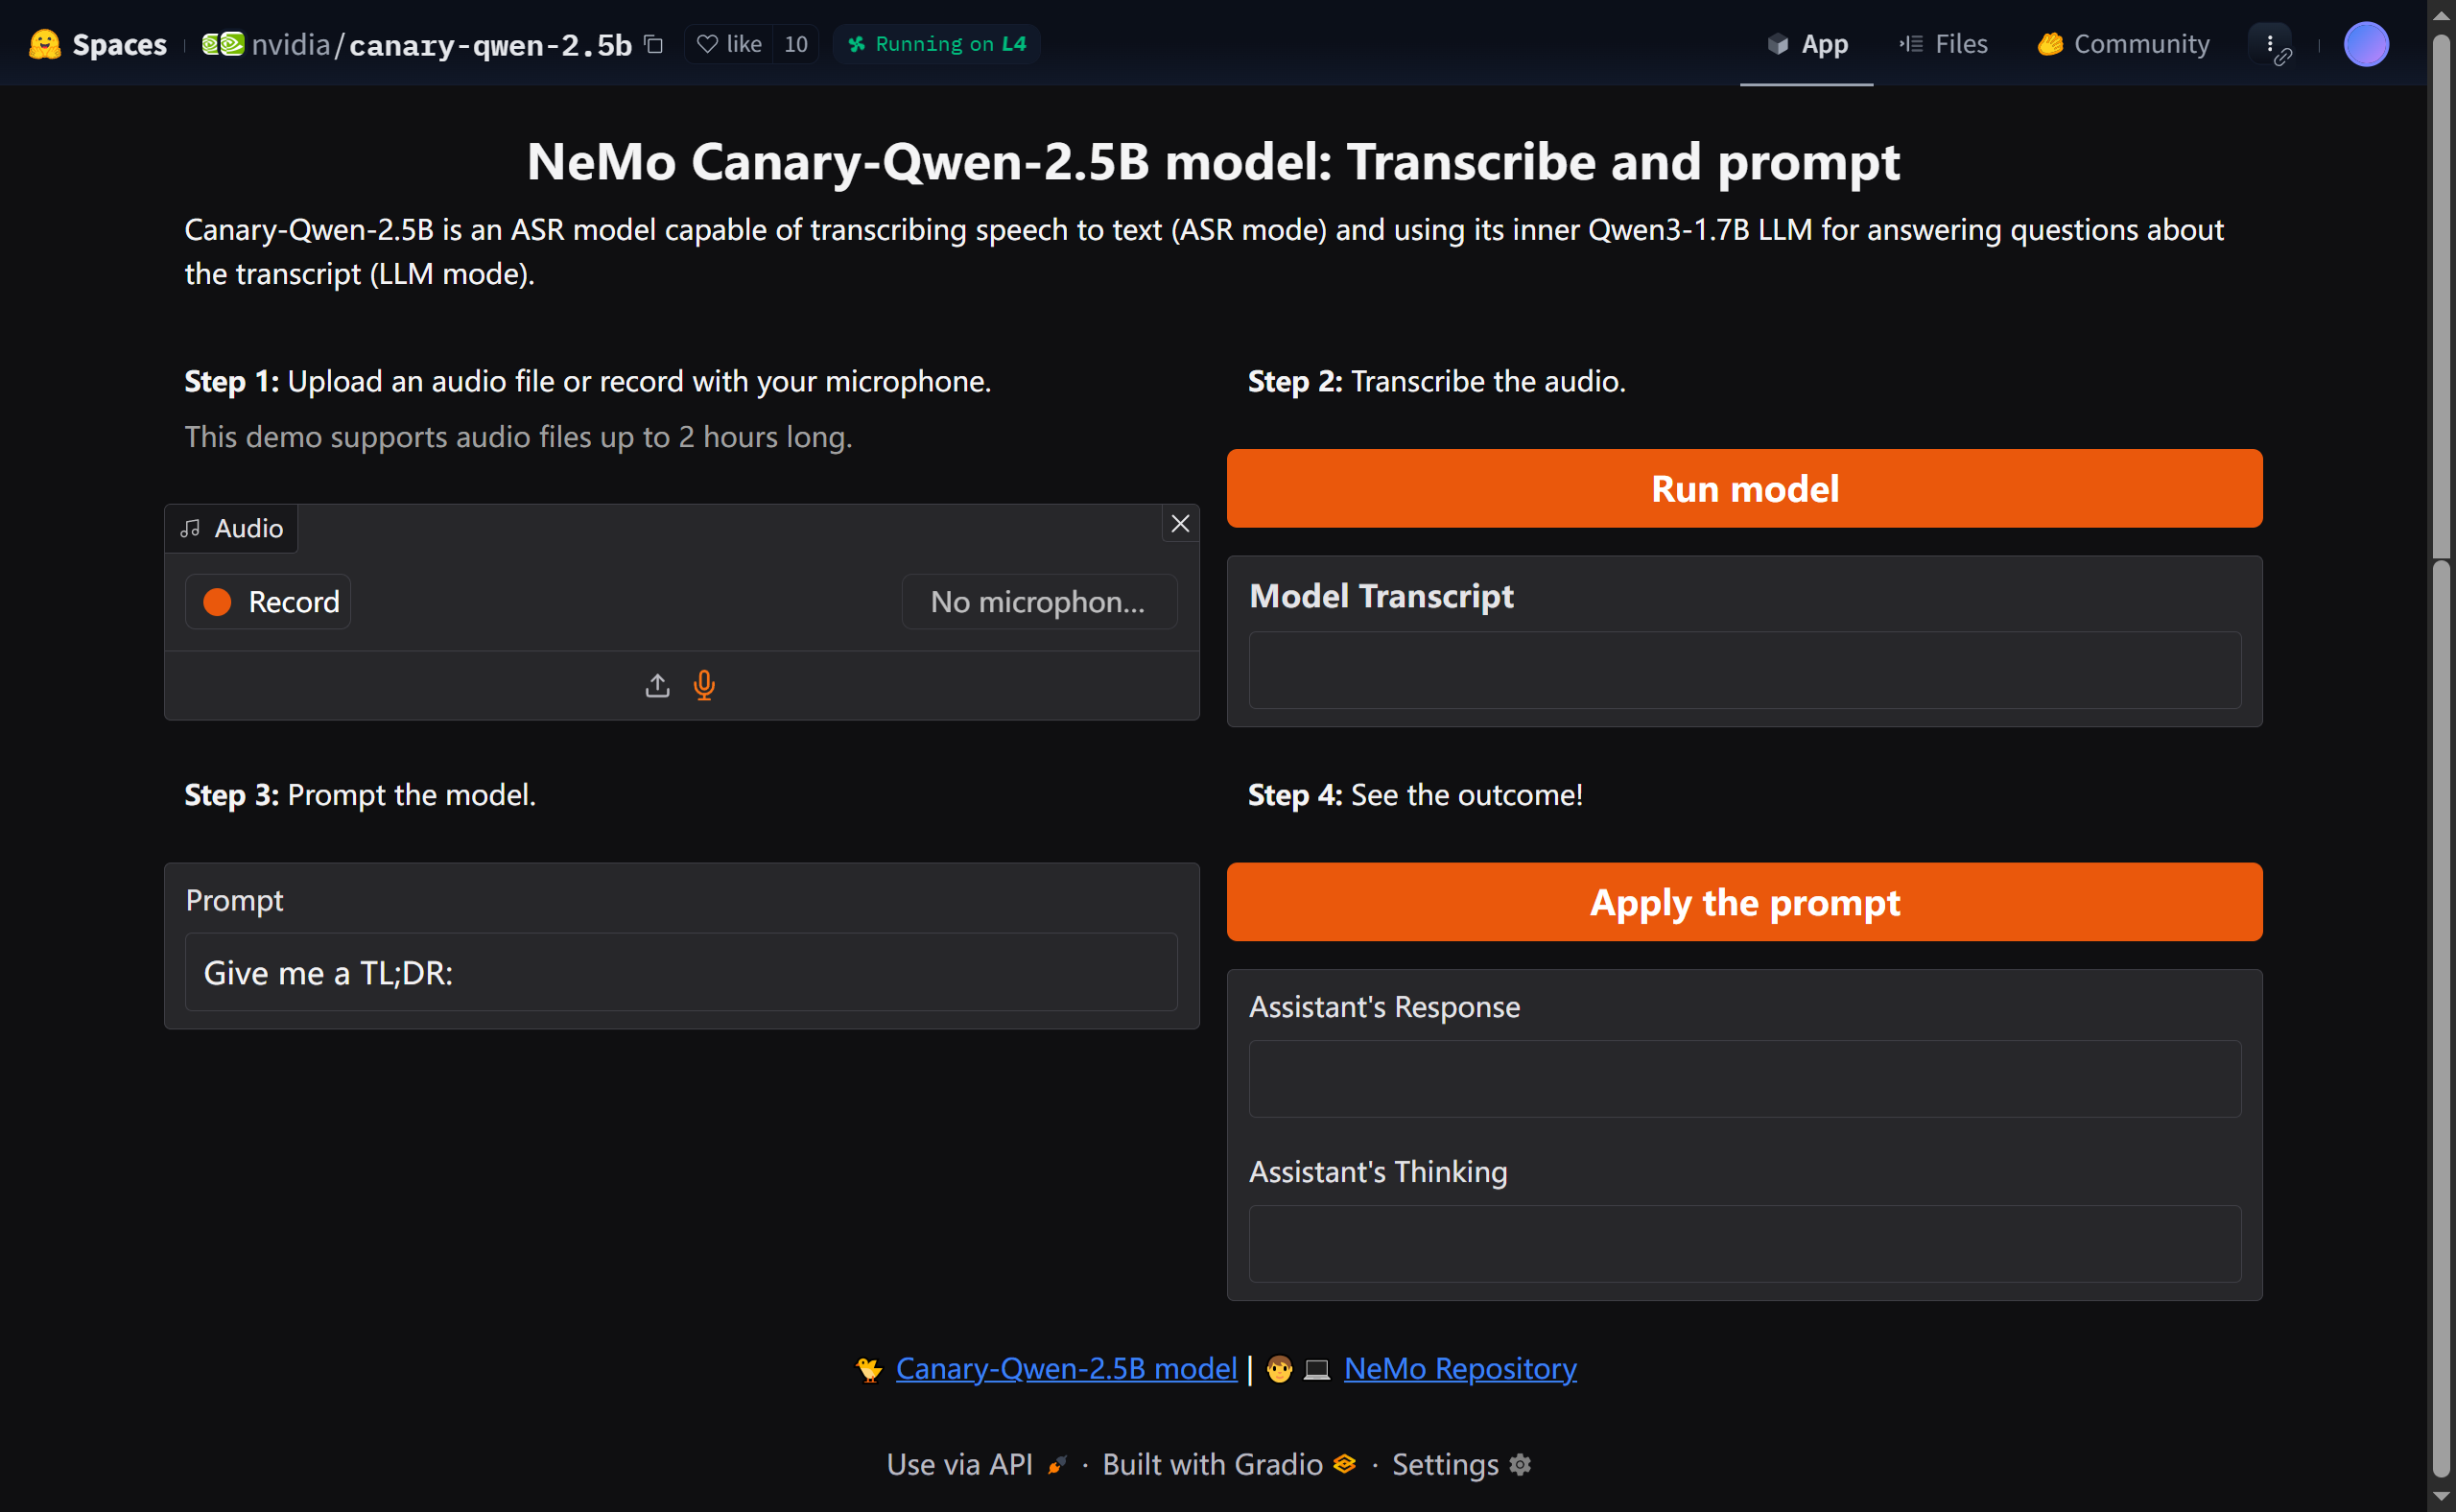 Spaces nvidia/canary-qwen-2.5b like 10 Running on L4 App Files Community
NeMo Canary-Qwen-2.5B model: Transcribe and prompt
Canary-Qwen-2.5B is an ASR model capable of transcribing speech to text (ASR mode) and using its inner Qwen3-1.7B LLM for answering questions about
the transcript (LLM mode).
Step 1: Upload an audio file or record with your microphone.
This demo supports audio files up to 2 hours long.
Audio
Record No microphon...
Step 2: Transcribe the audio.
Run model
Model Transcript
Step 3: Prompt the model.
Prompt
Give me a TL;DR:
Step 4: See the outcome!
Apply the prompt
Assistant's Response
Assistant's Thinking
Canary-Qwen-2.5B model | NeMo Repository
Use via API · Built with Gradio · Settings